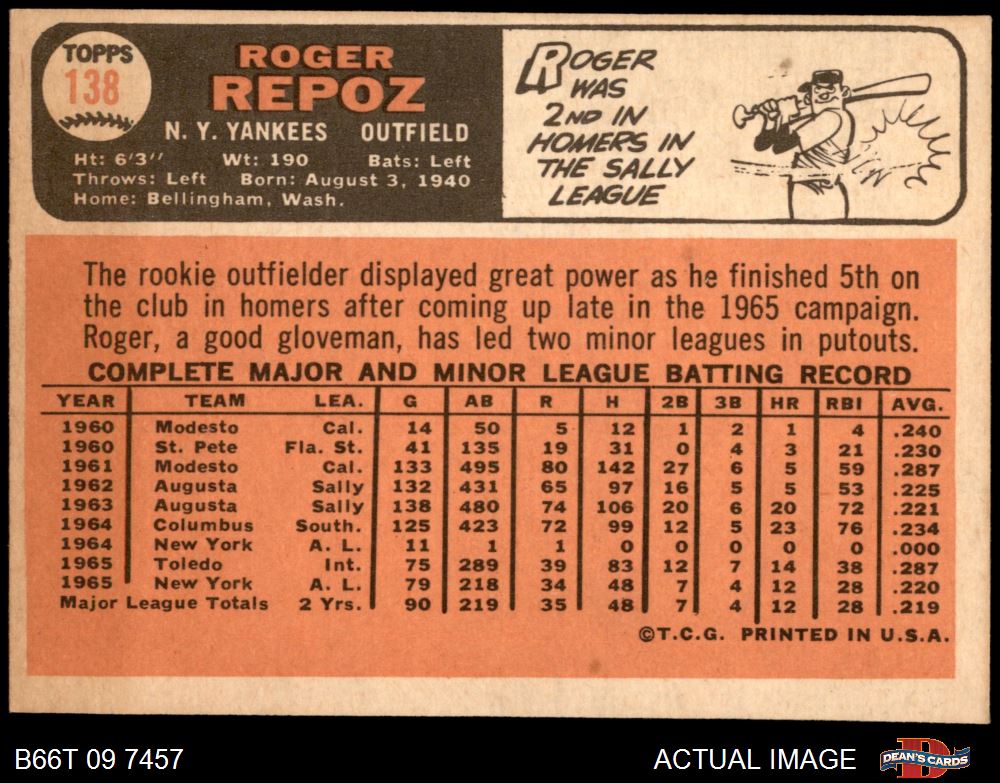 TOPPS
138
ROGER
REPOZ
N. Y. YANKEES OUTFIELD
Ht: 6'3" Wt: 190 Bats: Left
Throws: Left Born: August 3, 1940
Home: Bellingham, Wash.
ROGER
WAS
2ND IN
HOMERS IN
THE SALLY
LEAGUE
The rookie outfielder displayed great power as he finished 5th on
the club in homers after coming up late in the 1965 campaign.
Roger, a good gloveman, has led two minor leagues in putouts.
COMPLETE MAJOR AND MINOR LEAGUE BATTING RECORD
YEAR TEAM LEA. G AB R H 2B 3B HR RBI AVG.
1960 Modesto Cal. 14 50 5 12 1 2 1 4 .240
1960 St. Pete Fla. St. 41 135 19 31 0 4 3 21 .230
1961 Modesto Cal. 133 495 80 142 27 6 5 59 .287
1962 Augusta Sally 132 431 65 97 16 5 5 53 .225
1963 Augusta Sally 138 480 74 106 20 6 20 72 .221
1964 Columbus South. 125 423 72 99 12 5 23 76 .234
1964 New York A. L. 11 1 1 0 0 0 0 0 .000
1965 Toledo Int. 75 289 39 83 12 7 14 38 .287
1965 New York A. L. 79 218 34 48 7 4 12 28 .220
Major League Totals 2 Yrs. 90 219 35 48 7 4 12 28 .219
©T.C.G. PRINTED IN U.S.A.
B66T 09 7457 ACTUAL IMAGE DEAN'S CARDS